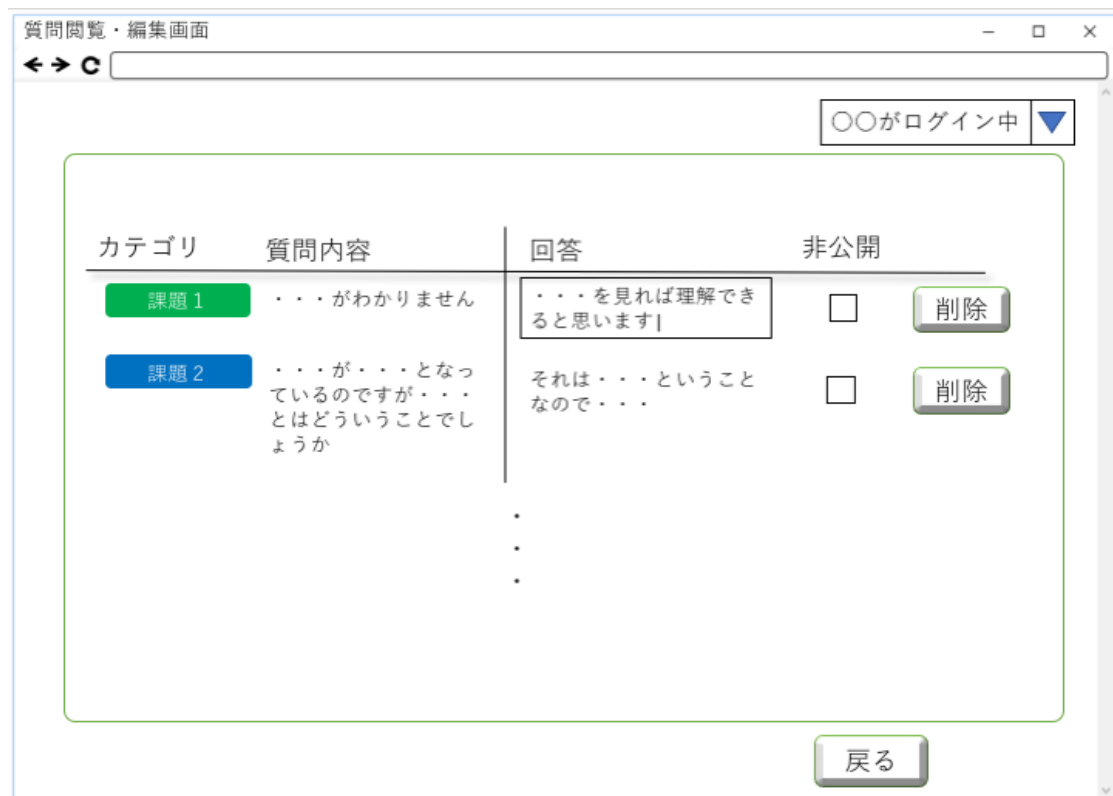 質問閲覧・編集画面
〇〇がログイン中
カテゴリ 質問内容 回答 非公開
課題1 ・・・がわかりません ・・・を見れば理解でき
ると思います|
削除
課題2 ・・・が・・・となっ
ているのですが・・・
とはどういうことでし
ょうか
それは・・・ということ
なので・・・
削除
・
・
・
戻る